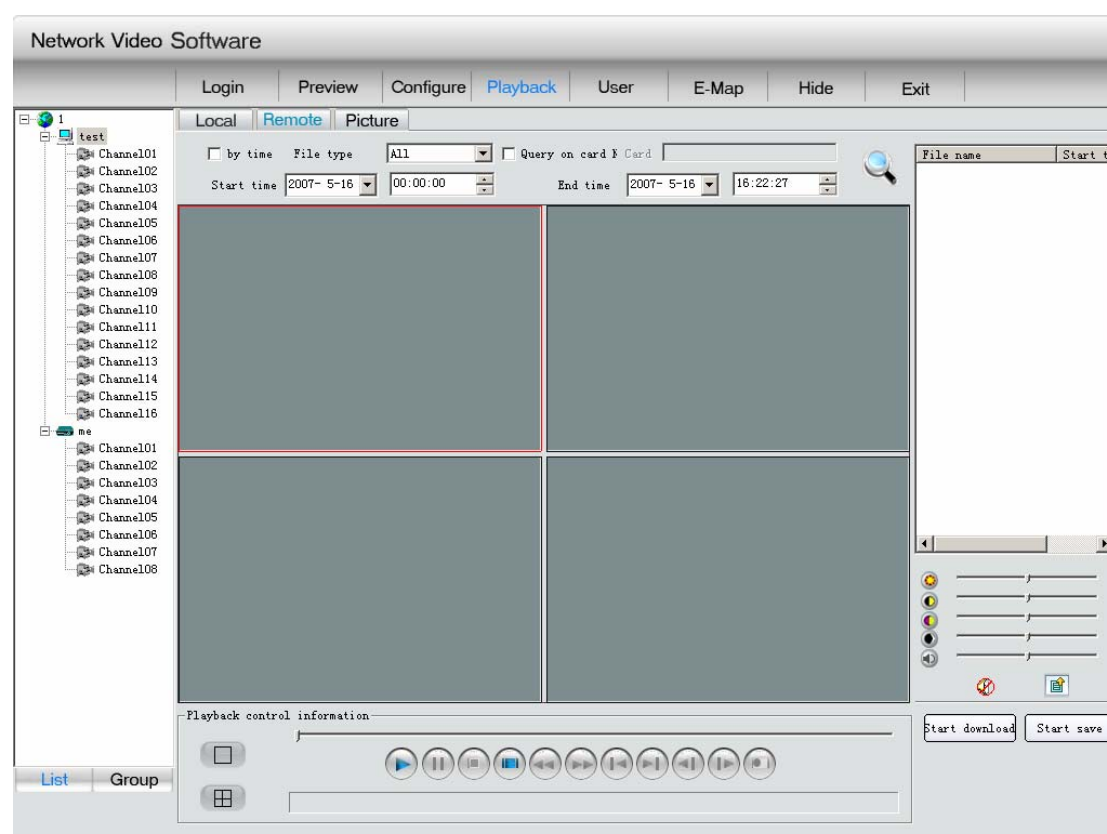 Network Video Software
Login Preview Configure Playback User E-Map Hide Exit
Local Remote Picture
1
test
Channel01
Channel02
Channel03
Channel04
Channel05
Channel06
Channel07
Channel08
Channel09
Channel10
Channel11
Channel12
Channel13
Channel14
Channel15
Channel16
me
Channel01
Channel02
Channel03
Channel04
Channel05
Channel06
Channel07
Channel08
List Group
by time File type All Query on card Card
Start time 2007- 5-16 00:00:00 End time 2007- 5-16 16:22:27
File name Start t
Playback control information
Start download Start save